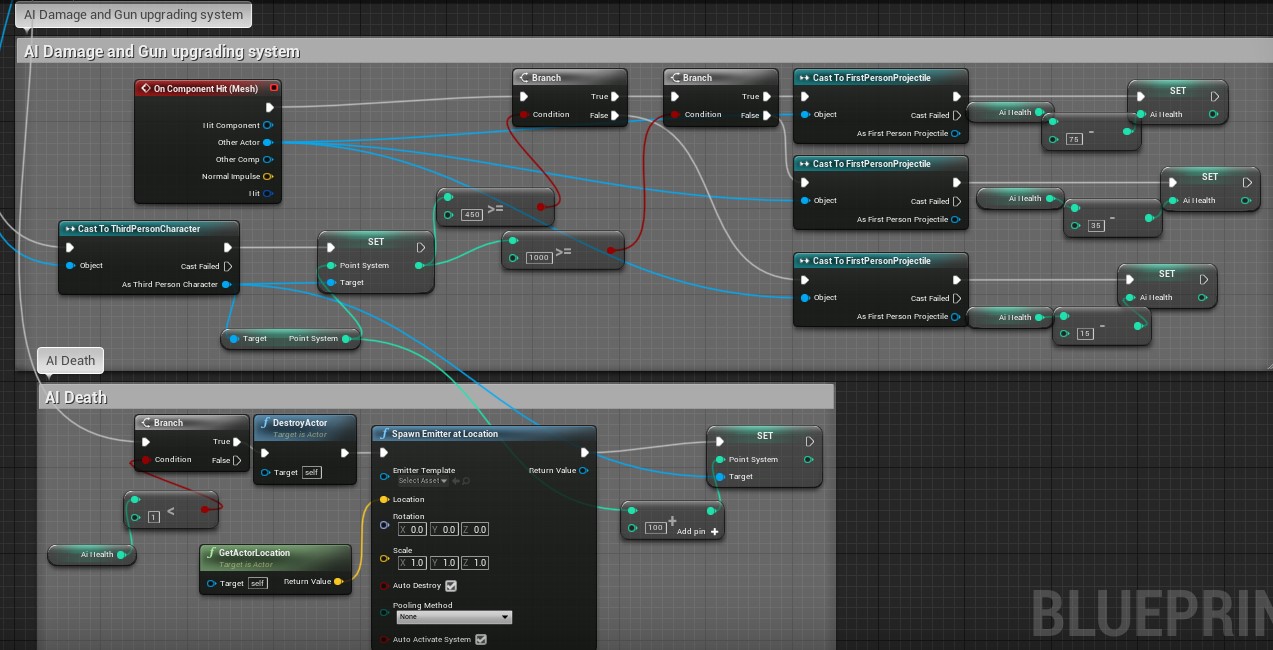 AI Damage and Gun upgrading system
AI Damage and Gun upgrading system
On Component Hit (Mesh)
Hit Component
Other Actor
Other Comp
Normal Impulse
Hit
Branch
True
Condition
False
Branch
True
Condition
False
Cast To FirstPersonProjectile
Cast Failed
Object
As First Person Projectile
Ai Health
75
-
SET
Ai Health
Cast To FirstPersonProjectile
Cast Failed
Object
As First Person Projectile
Ai Health
35
-
SET
Ai Health
450 >=
1000 >=
Cast To ThirdPersonCharacter
Object
Cast Failed
As Third Person Character
SET
Point System
Target
Target Point System
Cast To FirstPersonProjectile
Object
Cast Failed
As First Person Projectile
Ai Health
15
-
SET
Ai Health
AI Death
AI Death
Branch
True
Condition
False
DestroyActor
Target is Actor
Target self
1 <
Ai Health
GetActorLocation
Target is Actor
Target self Return Value
Spawn Emitter at Location
Emitter Template
Select Asset
Return Value
Location
Rotation
X 0.0 Y 0.0 Z 0.0
Scale
X 1.0 Y 1.0 Z 1.0
Auto Destroy
Pooling Method
None
Auto Activate System
100 +
Add pin +
SET
Point System
Target
BLUEPRIN